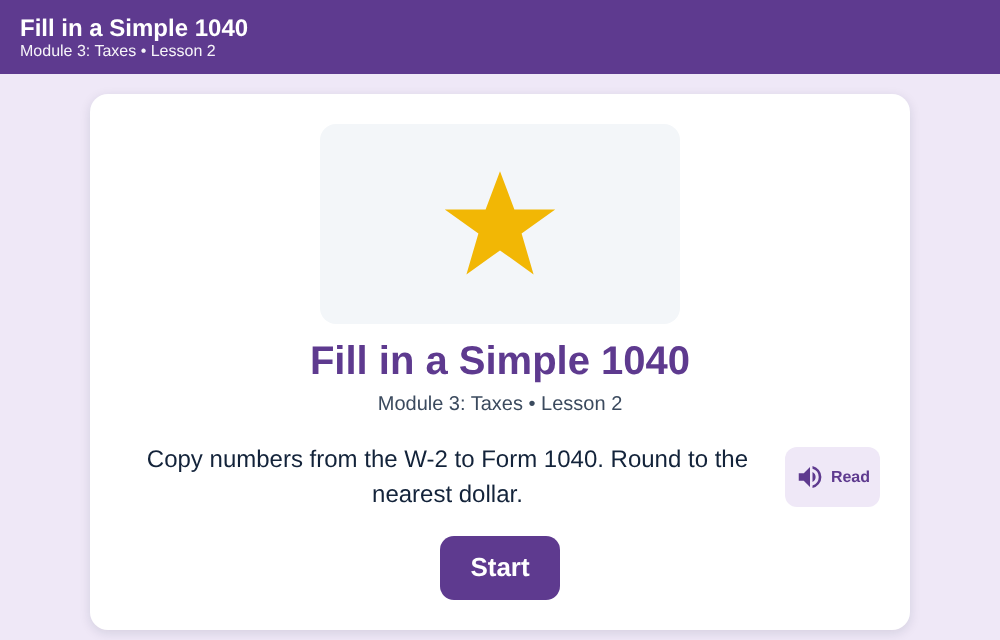 Fill in a Simple 1040
Module 3: Taxes • Lesson 2
Fill in a Simple 1040
Module 3: Taxes • Lesson 2
Copy numbers from the W-2 to Form 1040. Round to the
nearest dollar.
Read
Start